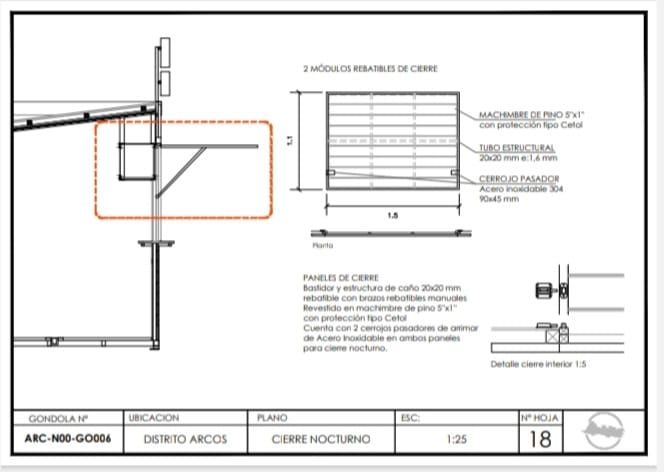 2 MÓDULOS REBATIBLES DE CIERRE
MACHIMBRE DE PINO 5"x1"
con protección tipo Cetol
TUBO ESTRUCTURAL
20x20 mm e:1,6 mm
CERROJO PASADOR
Acero inoxidable 304
90x45 mm
1.1
1.5
Planta
PANELES DE CIERRE
Bastidor y estructura de caño 20x20 mm
rebatible con brazos rebatibles manuales
Revestido en machimbre de pino 5"x1"
con protección tipo Cetol
Cuenta con 2 cerrojos pasadores de arrimar
de Acero Inoxidable en ambos paneles
para cierre nocturno.
Detalle cierre interior 1:5
GONDOLA Nº
UBICACION
PLANO
ESC:
Nº HOJA
ARC-N00-GO006
DISTRITO ARCOS
CIERRE NOCTURNO
1:25
18